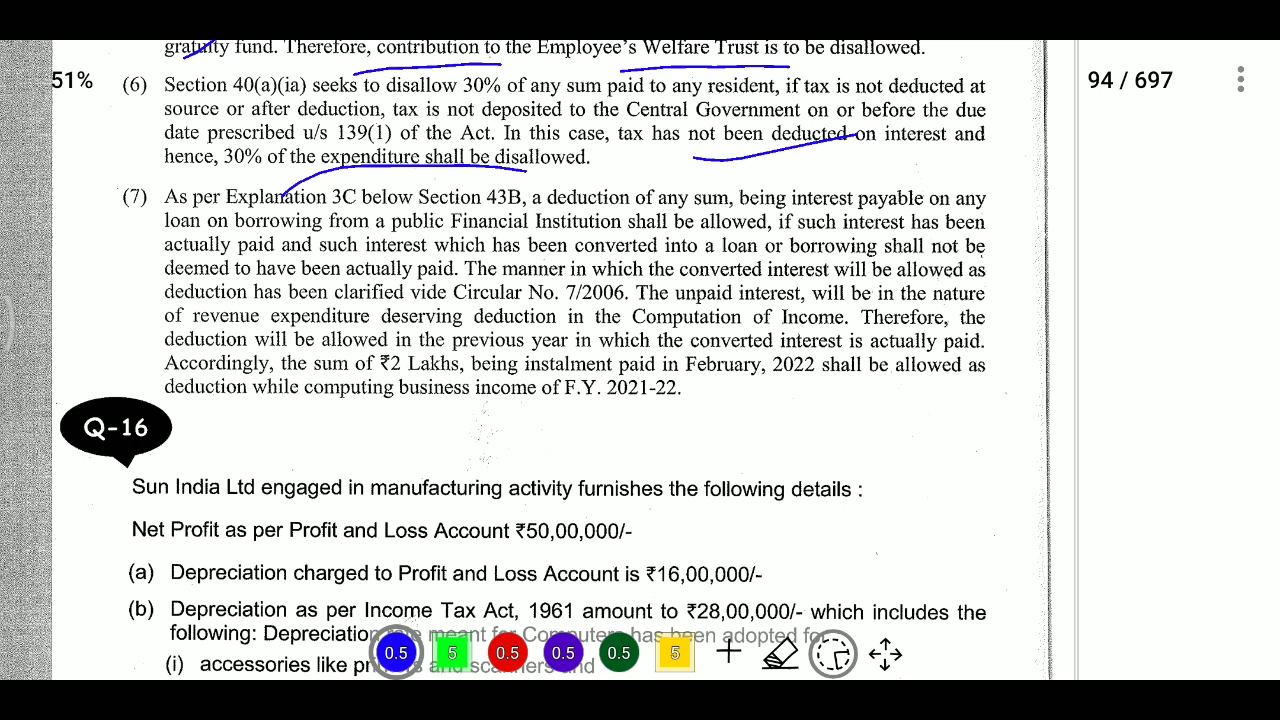 gratuity fund. Therefore, contribution to the Employee's Welfare Trust is to be disallowed.
51%
94 / 697
(6) Section 40(a)(ia) seeks to disallow 30% of any sum paid to any resident, if tax is not deducted at
source or after deduction, tax is not deposited to the Central Government on or before the due
date prescribed u/s 139(1) of the Act. In this case, tax has not been deducted on interest and
hence, 30% of the expenditure shall be disallowed.
(7) As per Explanation 3C below Section 43B, a deduction of any sum, being interest payable on any
loan on borrowing from a public Financial Institution shall be allowed, if such interest has been
actually paid and such interest which has been converted into a loan or borrowing shall not be
deemed to have been actually paid. The manner in which the converted interest will be allowed as
deduction has been clarified vide Circular No. 7/2006. The unpaid interest, will be in the nature
of revenue expenditure deserving deduction in the Computation of Income. Therefore, the
deduction will be allowed in the previous year in which the converted interest is actually paid.
Accordingly, the sum of ₹2 Lakhs, being instalment paid in February, 2022 shall be allowed as
deduction while computing business income of F.Y. 2021-22.
Q-16
Sun India Ltd engaged in manufacturing activity furnishes the following details :
Net Profit as per Profit and Loss Account ₹50,00,000/-
(a) Depreciation charged to Profit and Loss Account is ₹16,00,000/-
(b) Depreciation as per Income Tax Act, 1961 amount to ₹28,00,000/- which includes the
following: Depreciation meant for Computers has been adopted for
(i) accessories like and scanners and
0.5 5 0.5 0.5 0.5 5